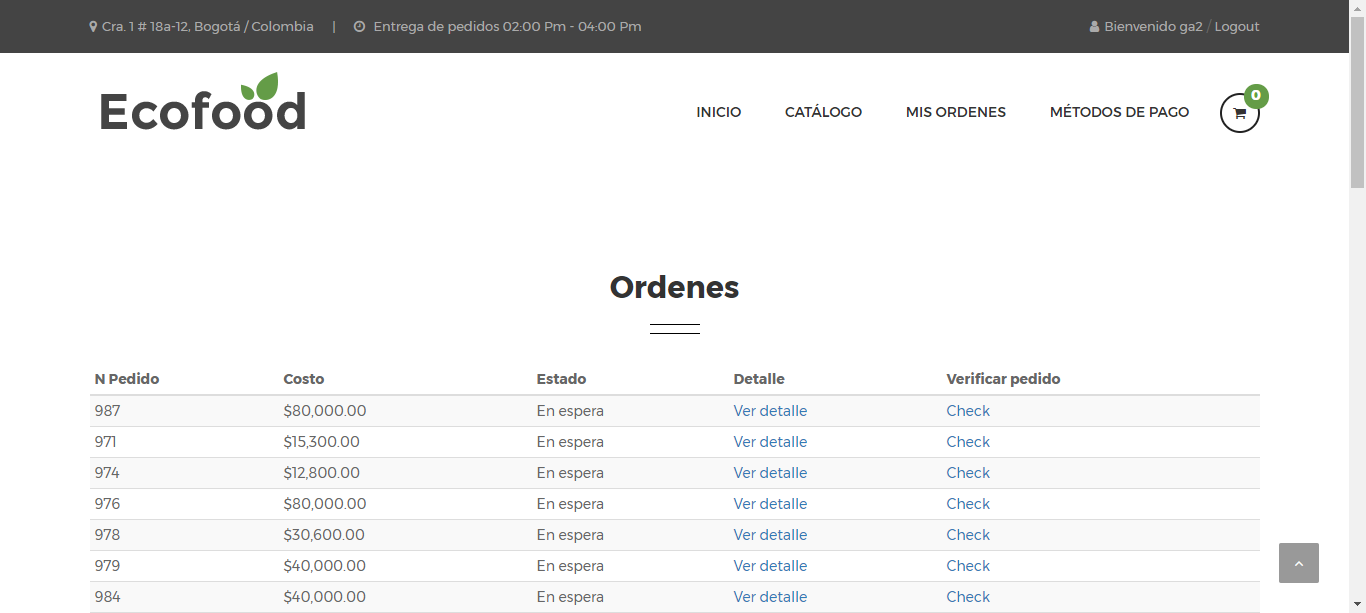 Cra. 1 # 18a-12, Bogotá / Colombia | Entrega de pedidos 02:00 Pm - 04:00 Pm Bienvenido ga2 / Logout
Ecofood
INICIO CATÁLOGO MIS ORDENES MÉTODOS DE PAGO 0
Ordenes
N Pedido Costo Estado Detalle Verificar pedido
987 $80,000.00 En espera Ver detalle Check
971 $15,300.00 En espera Ver detalle Check
974 $12,800.00 En espera Ver detalle Check
976 $80,000.00 En espera Ver detalle Check
978 $30,600.00 En espera Ver detalle Check
979 $40,000.00 En espera Ver detalle Check
984 $40,000.00 En espera Ver detalle Check